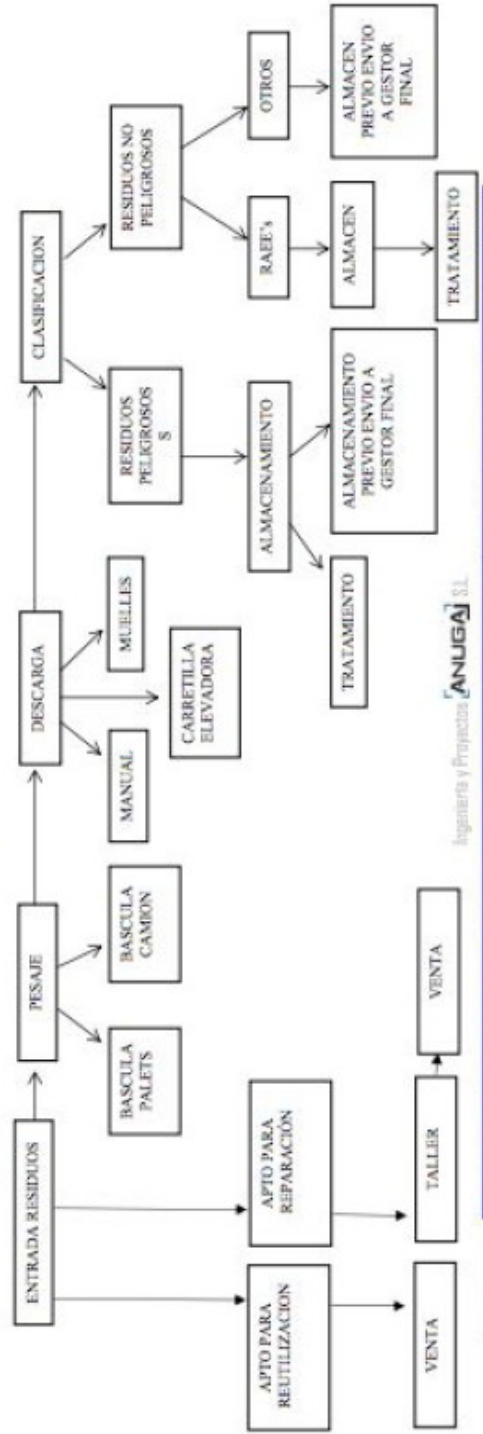 ENTRADA RESIDUOS
PESAJE
DESCARGA
CLASIFICACION
BASCULA
PALETS
BASCULA
CAMION
MANUAL
CARRETILLA
ELEVADORA
MUELLES
RESIDUOS
PELIGROSOS
S
RESIDUOS NO
PELIGROSOS
APTO PARA
REUTILIZACION
APTO PARA
REPARACIÓN
ALMACENAMIENTO
RAEE's
OTROS
TRATAMIENTO
ALMACENAMIENTO
PREVIO ENVIO A
GESTOR FINAL
ALMACEN
ALMACEN
PREVIO ENVIO
A GESTOR
FINAL
VENTA
TALLER
VENTA
TRATAMIENTO
Ingeniería y Proyectos ANUGAJ S.L.